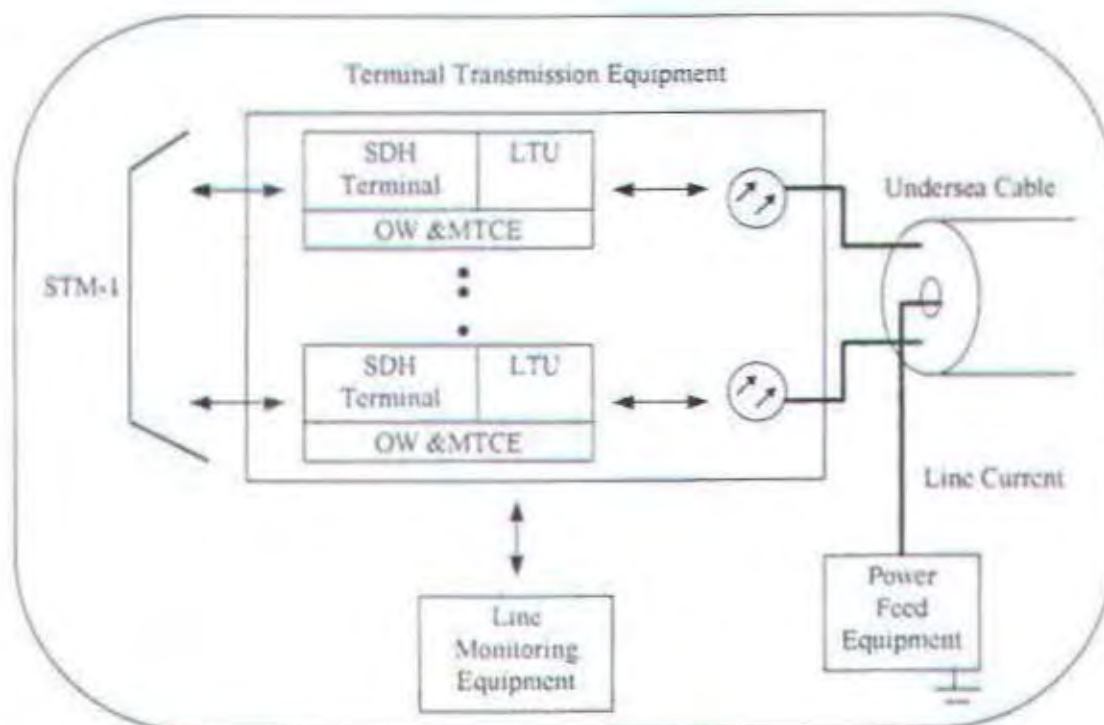 Terminal Transmission Equipment
SDH
Terminal
LTU
OW &MTCE
Undersea Cable
STM-1
SDH
Terminal
LTU
OW &MTCE
Line Current
Power
Feed
Equipment
Line
Monitoring
Equipment